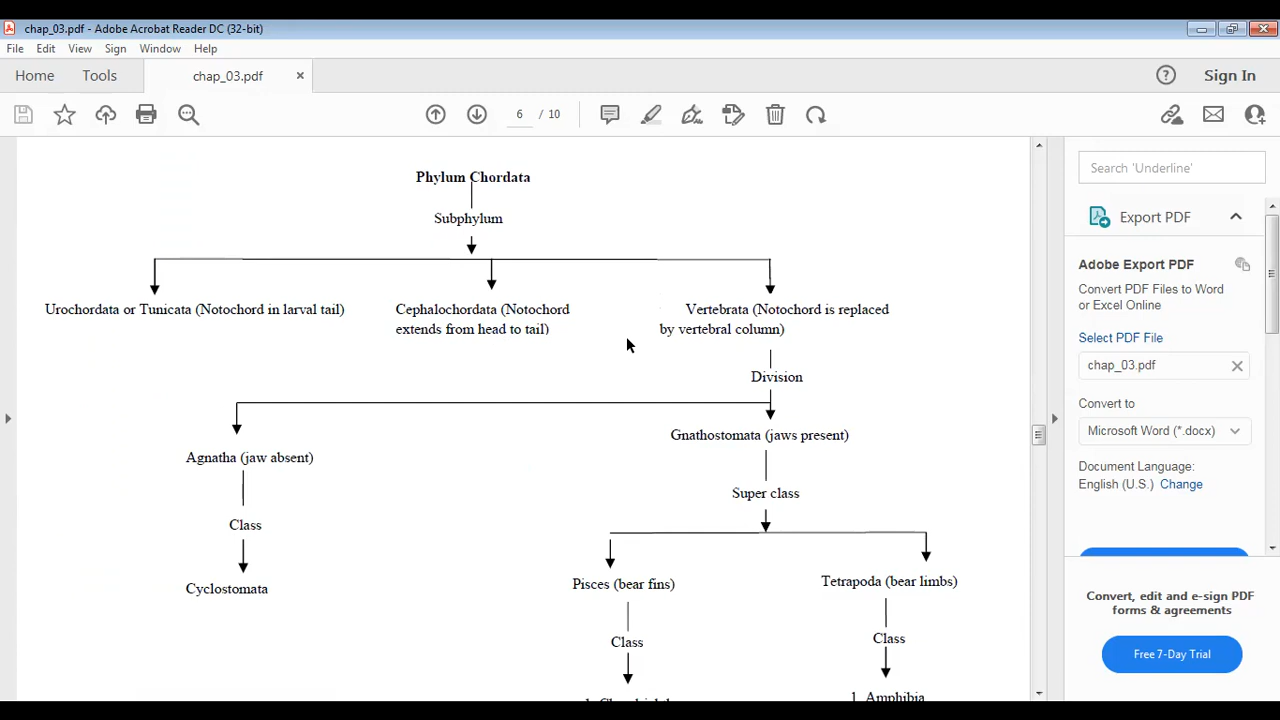 chap_03.pdf - Adobe Acrobat Reader DC (32-bit)
File Edit View Sign Window Help
Home Tools chap_03.pdf × ? Sign In
6 / 10
Search 'Underline'
Export PDF
Adobe Export PDF
Convert PDF Files to Word
or Excel Online
Select PDF File
chap_03.pdf
Convert to
Microsoft Word (*.docx)
Document Language:
English (U.S.) Change
Convert, edit and e-sign PDF
forms & agreements
Free 7-Day Trial
Phylum Chordata
Subphylum
Urochordata or Tunicata (Notochord in larval tail)
Cephalochordata (Notochord
extends from head to tail)
Vertebrata (Notochord is replaced
by vertebral column)
Division
Agnatha (jaw absent)
Gnathostomata (jaws present)
Class
Super class
Cyclostomata
Pisces (bear fins)
Tetrapoda (bear limbs)
Class
Class
1. Amphibia